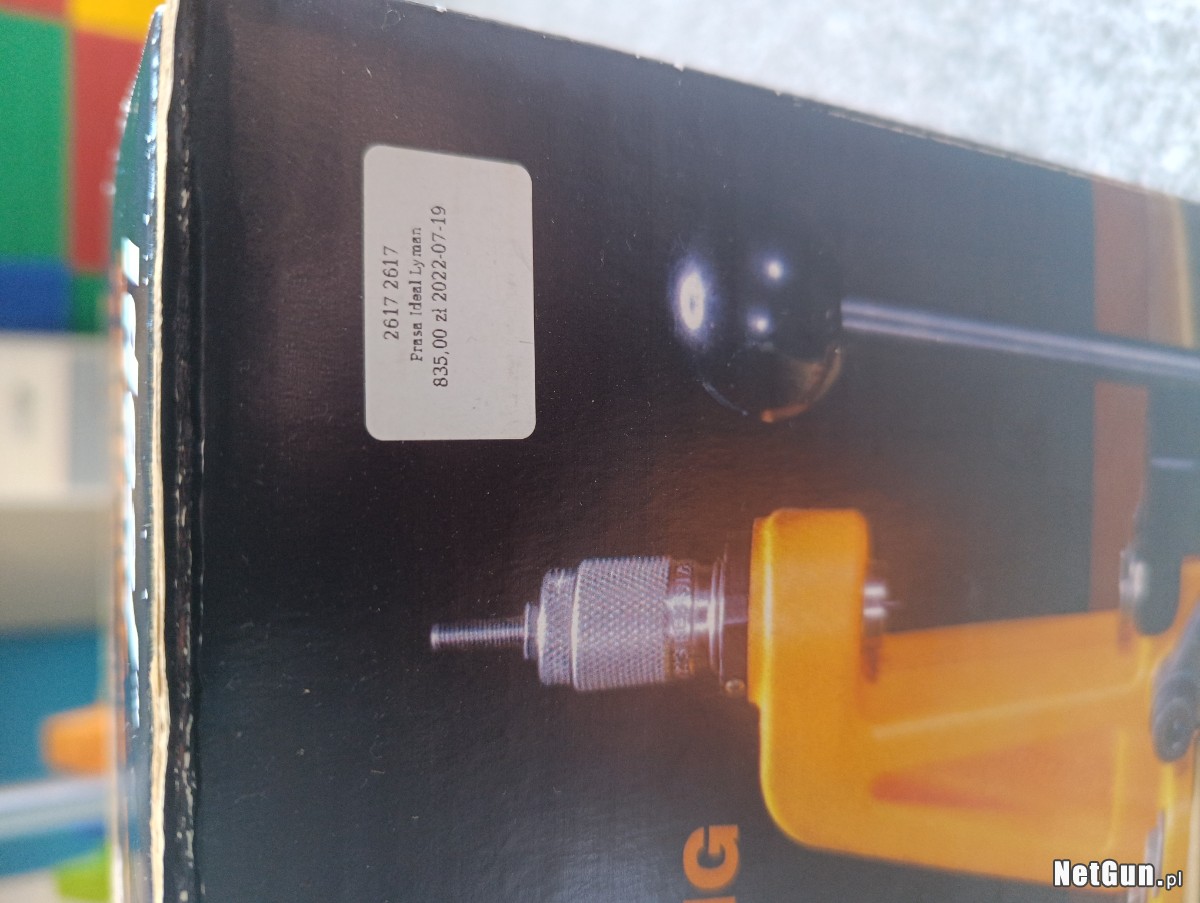 2617 2617
Prasa Ideal Lyman
835,00 zł 2022-07-19
NetGun.pl